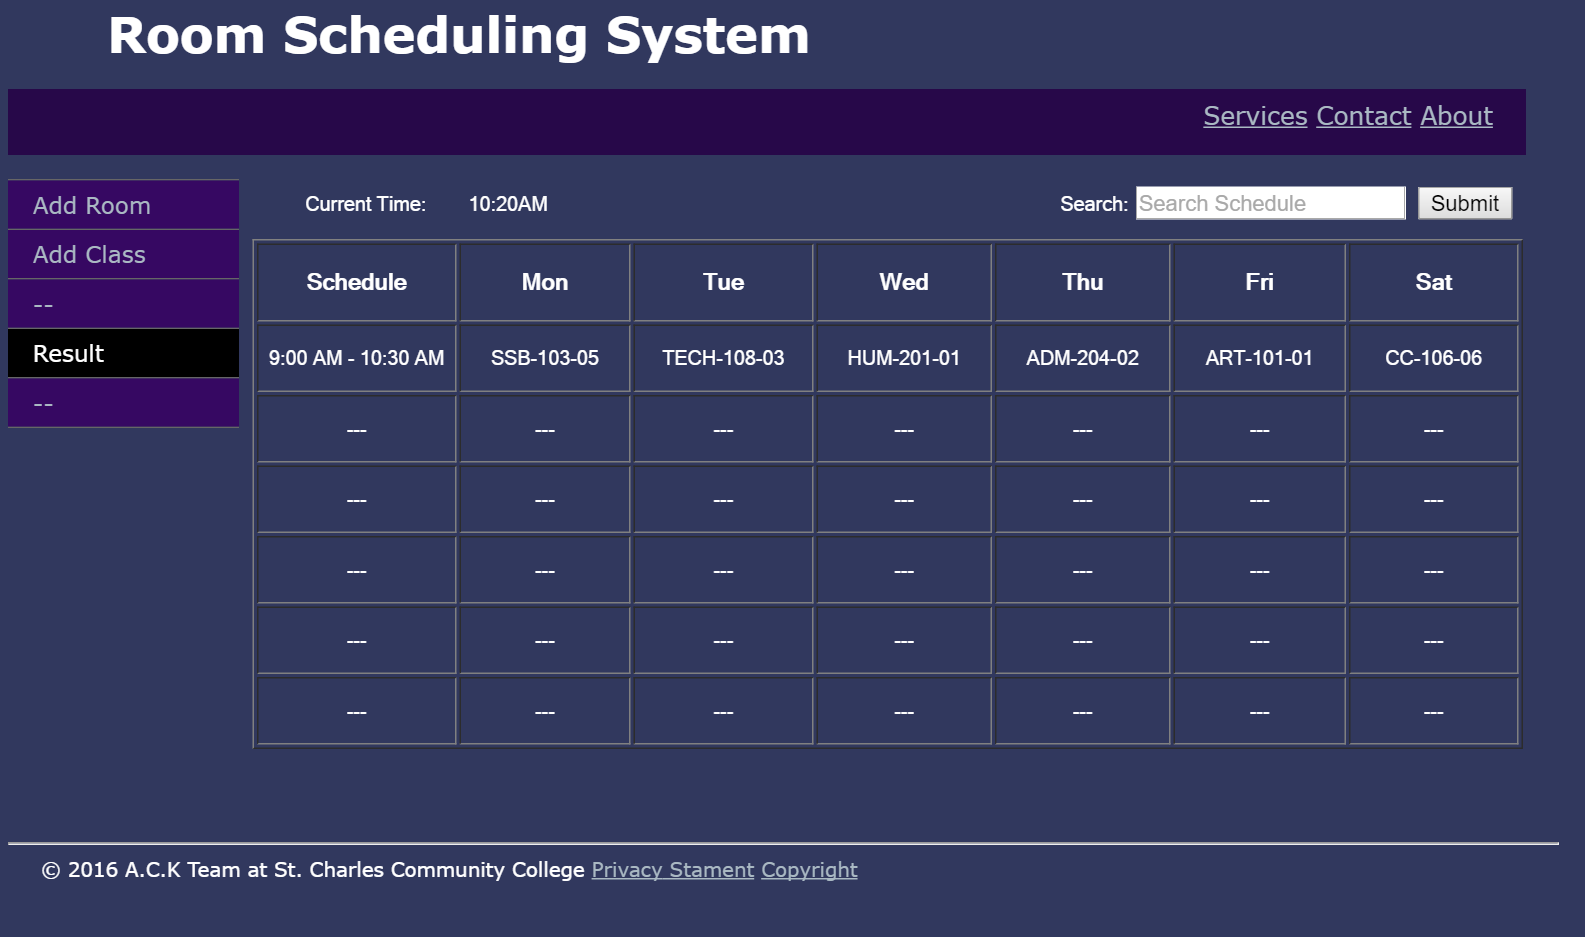 Room Scheduling System
Services Contact About
Add Room
Add Class
--
Result
--
Current Time: 10:20AM Search: Search Schedule Submit
Schedule Mon Tue Wed Thu Fri Sat
9:00 AM - 10:30 AM SSB-103-05 TECH-108-03 HUM-201-01 ADM-204-02 ART-101-01 CC-106-06
--- --- --- --- --- --- ---
--- --- --- --- --- --- ---
--- --- --- --- --- --- ---
--- --- --- --- --- --- ---
--- --- --- --- --- --- ---
© 2016 A.C.K Team at St. Charles Community College Privacy Stament Copyright